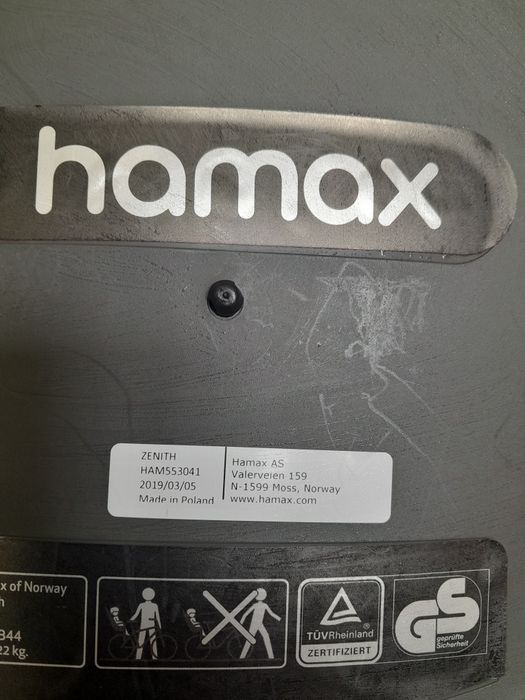 hamax
ZENITH
HAM553041
2019/03/05
Made in Poland
Hamax AS
Valerveien 159
N-1599 Moss, Norway
www.hamax.com
x of Norway
h
344
22 kg.
TÜVRheinland
ZERTIFIZIERT
GS
geprüfte
Sicherheit